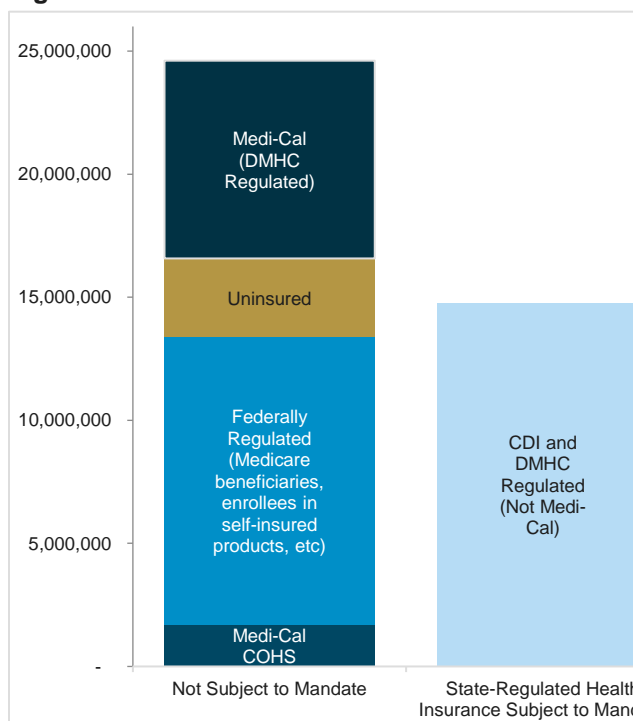 25,000,000
20,000,000
15,000,000
10,000,000
5,000,000
-
Medi-Cal
(DMHC
Regulated)
Uninsured
Federally
Regulated
(Medicare
beneficiaries,
enrollees in
self-insured
products, etc)
Medi-Cal
COHS
CDI and
DMHC
Regulated
(Not Medi-
Cal)
Not Subject to Mandate
State-Regulated Health
Insurance Subject to